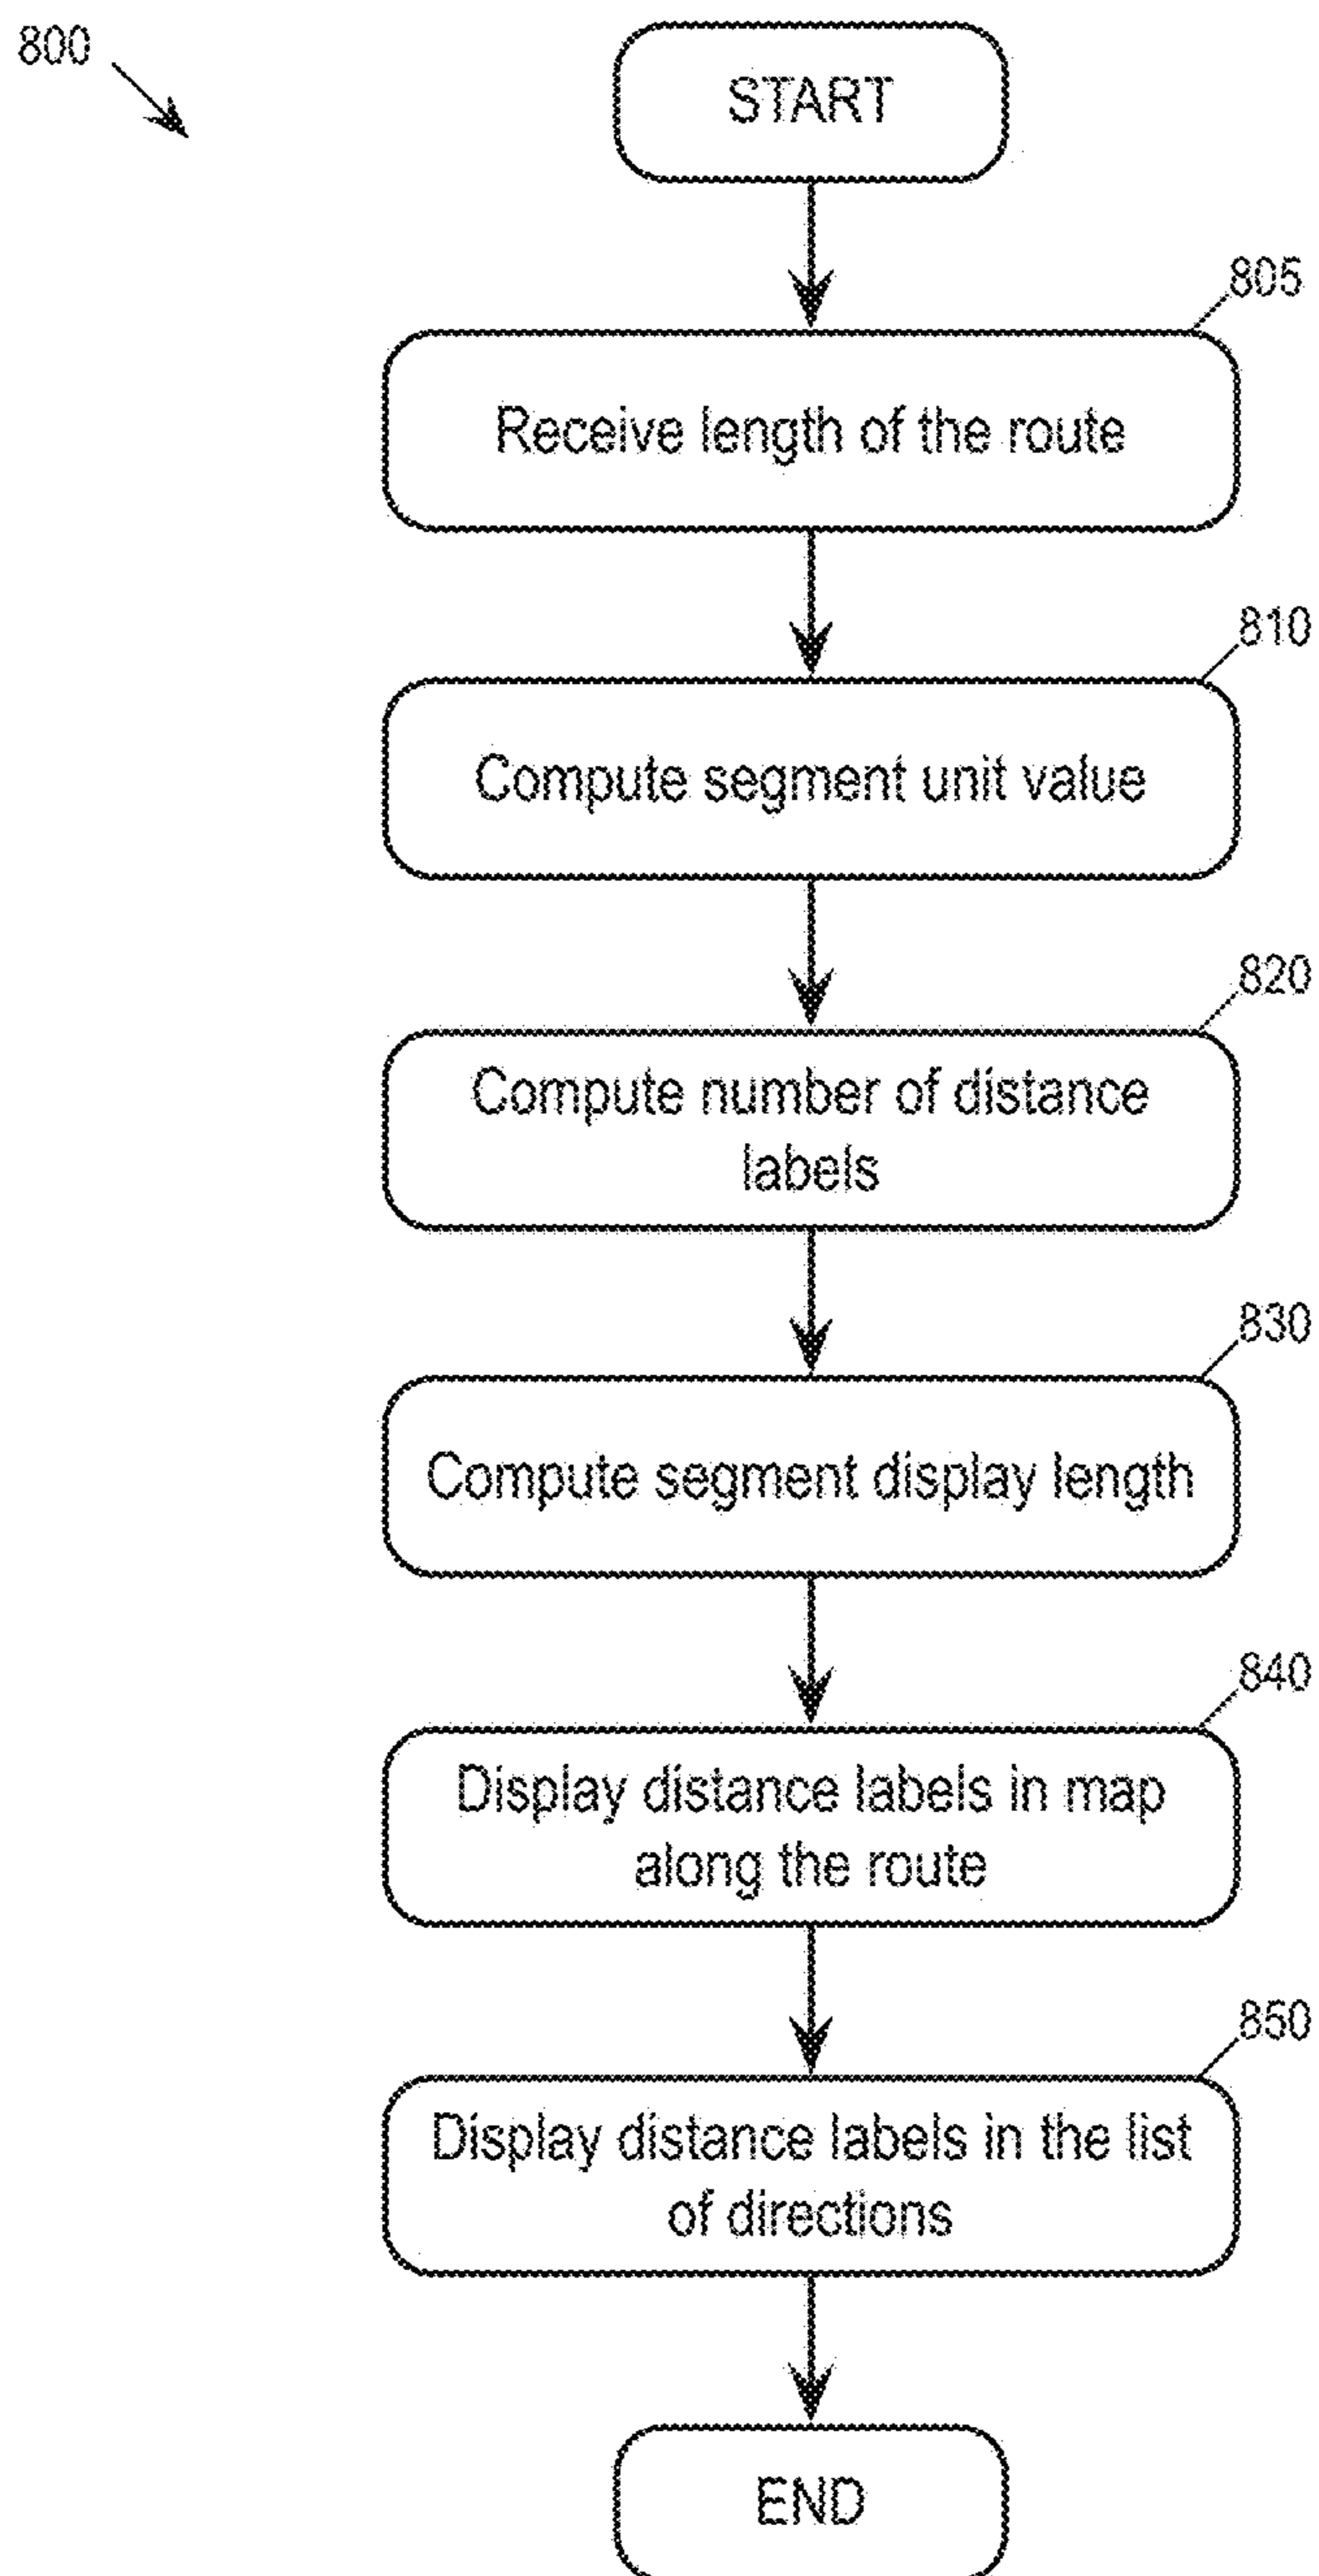 800
START
805
Receive length of the route
810
Compute segment unit value
820
Compute number of distance
labels
830
Compute segment display length
840
Display distance labels in map
along the route
850
Display distance labels in the list
of directions
END